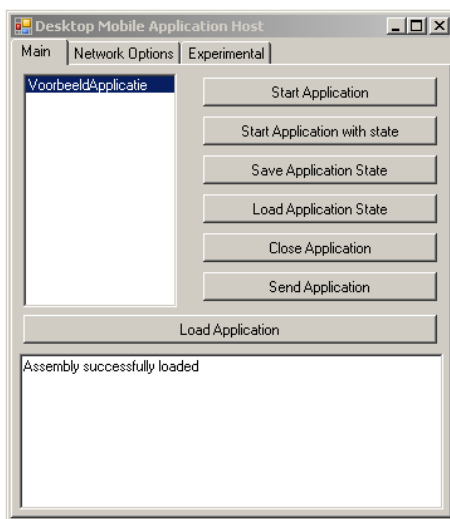 Desktop Mobile Application Host
Main Network Options Experimental
VoorbeeldApplicatie
Start Application
Start Application with state
Save Application State
Load Application State
Close Application
Send Application
Load Application
Assembly successfully loaded